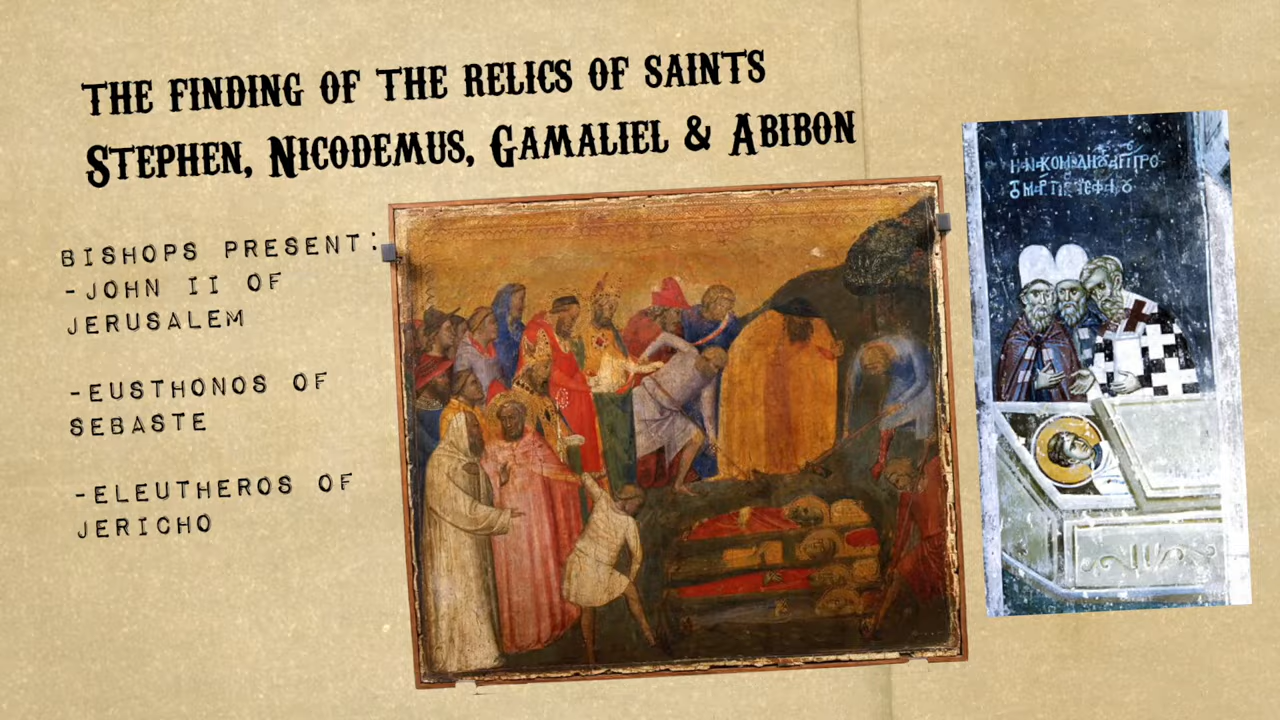 THE FINDING OF THE RELICS OF SAINTS
STEPHEN, NICODEMUS, GAMALIEL & ABIBON
BISHOPS PRESENT:
-JOHN II OF
JERUSALEM
-EUSTHONOS OF
SEBASTE
-ELEUTHEROS OF
JERICHO